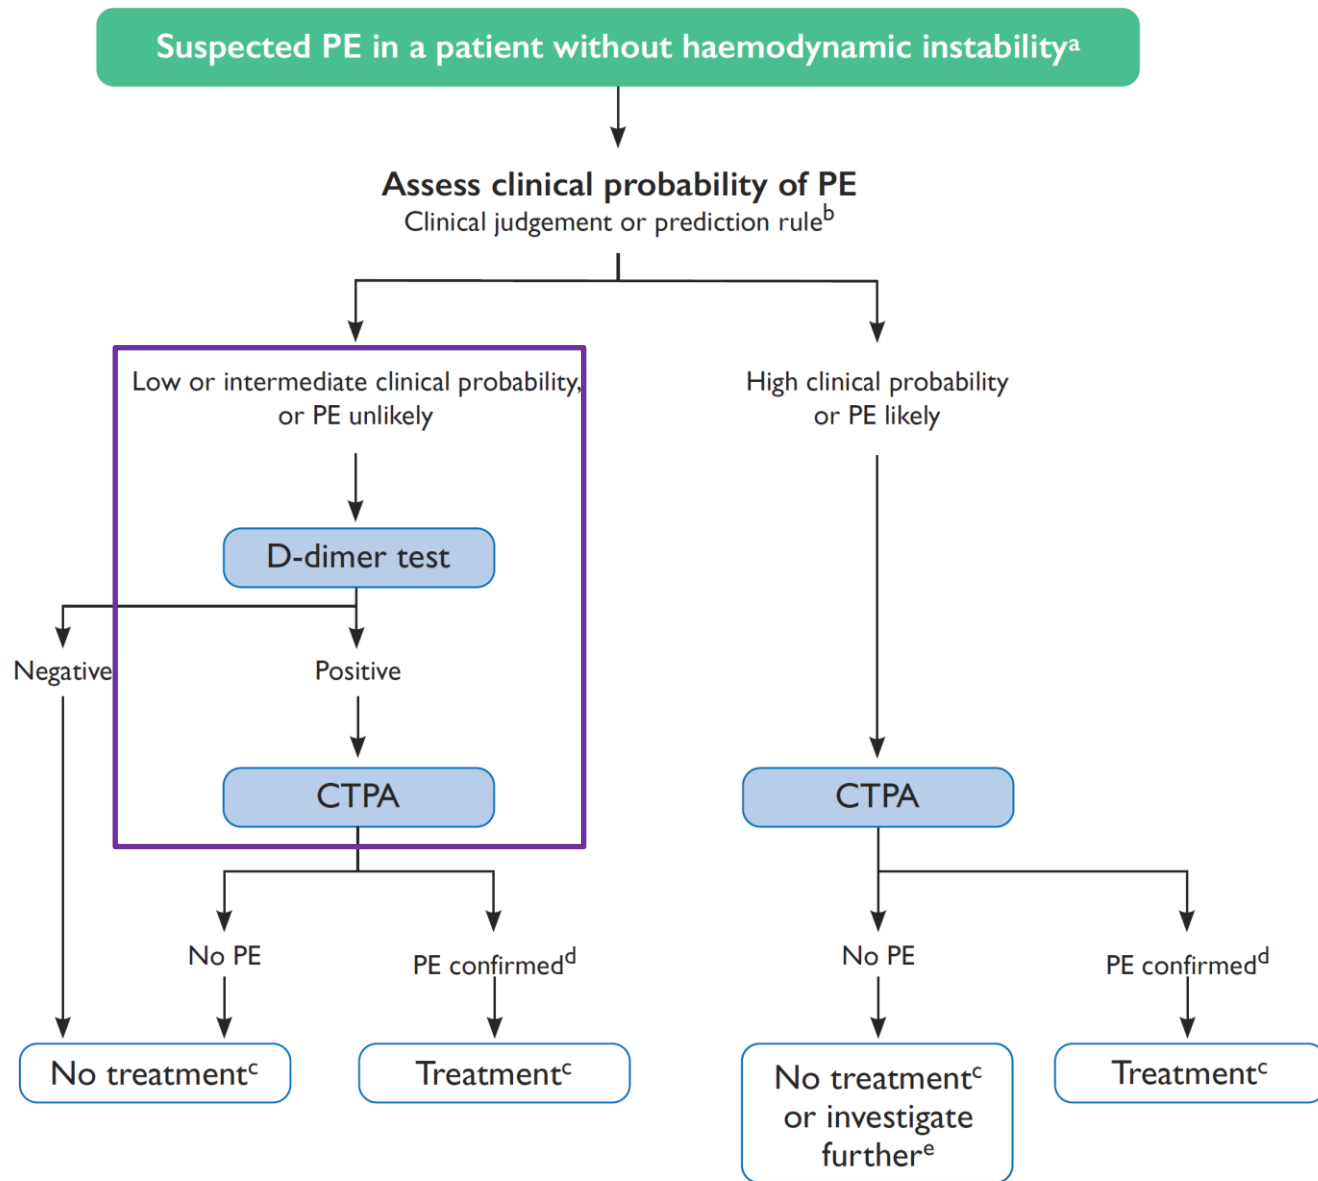 Suspected PE in a patient without haemodynamic instabilityᵃ
Assess clinical probability of PE
Clinical judgement or prediction ruleᵇ
Low or intermediate clinical probability,
or PE unlikely
High clinical probability
or PE likely
D-dimer test
Negative
Positive
CTPA
CTPA
No PE
PE confirmedᵈ
No PE
PE confirmedᵈ
No treatmentᶜ
Treatmentᶜ
No treatmentᶜ
or investigate
furtherᵉ
Treatmentᶜ